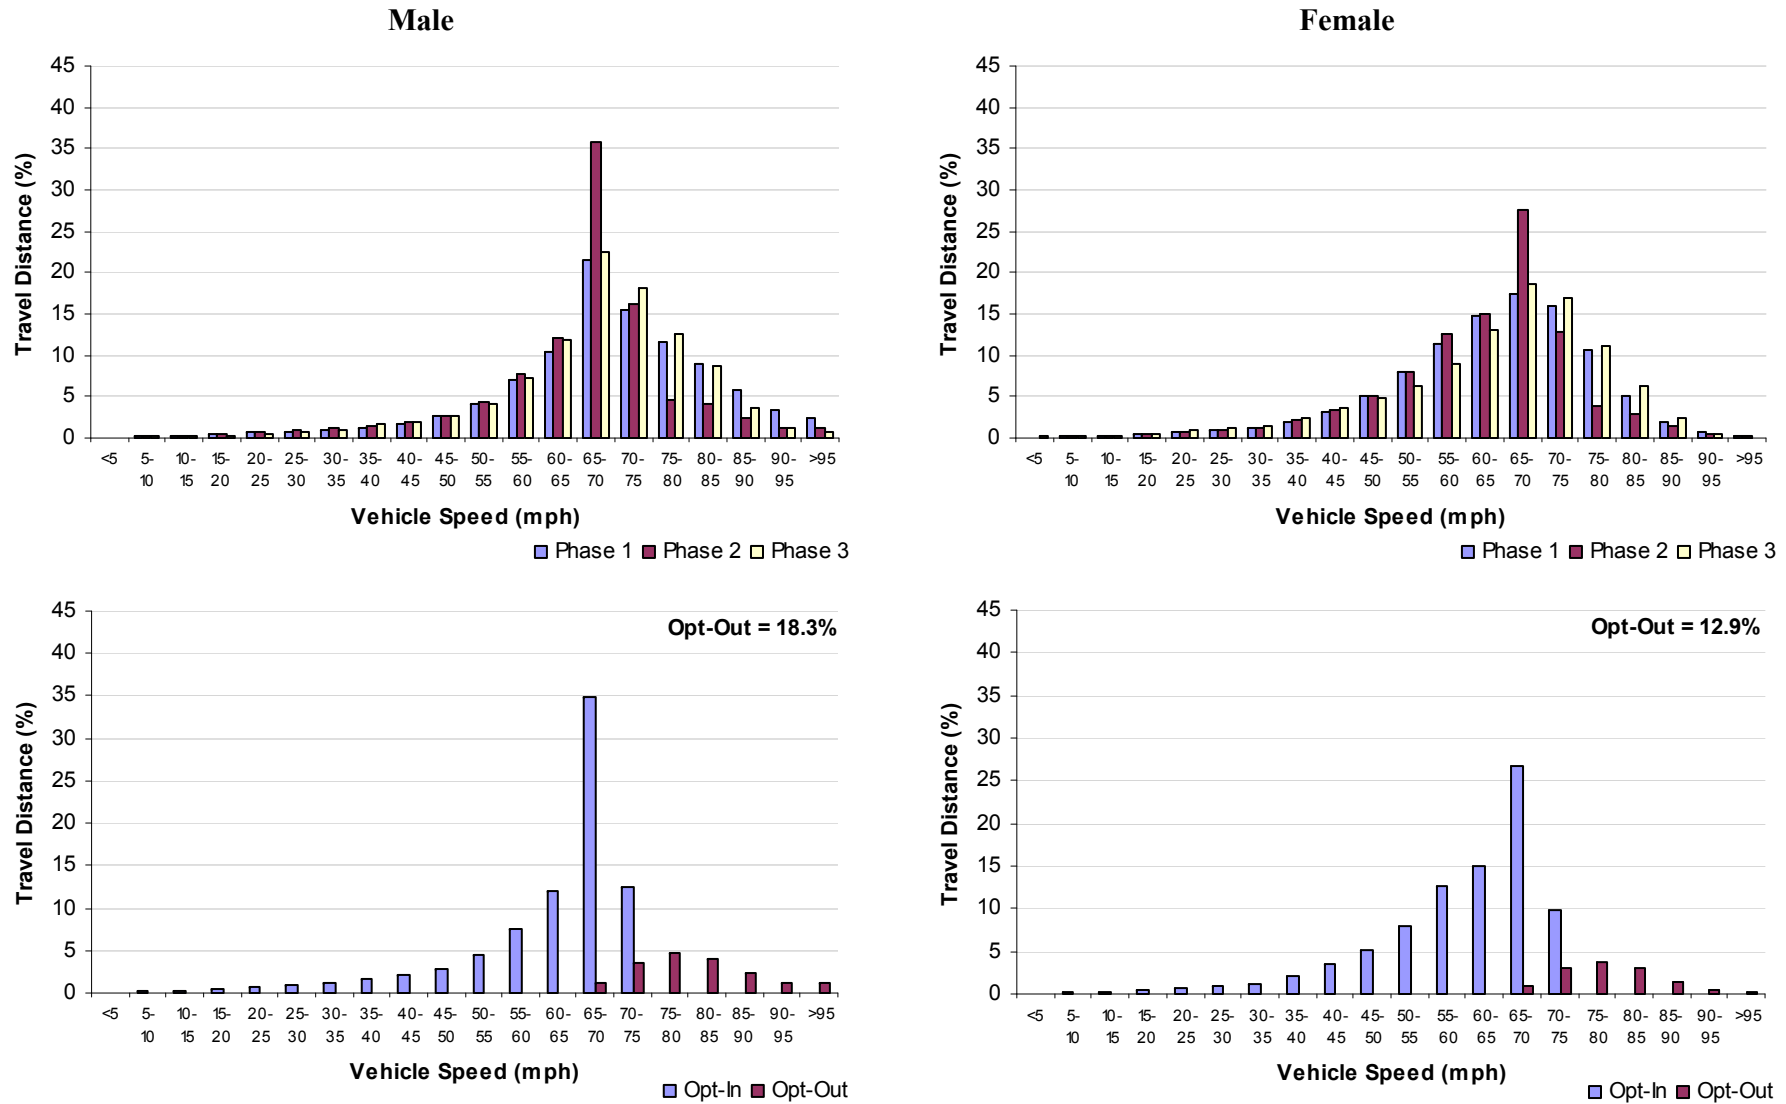 Male
45
40
35
30
25
20
15
10
5
0
Travel Distance (%)
<5 5- 10- 15- 20- 25- 30- 35- 40- 45- 50- 55- 60- 65- 70- 75- 80- 85- 90- >95
10 15 20 25 30 35 40 45 50 55 60 65 70 75 80 85 90 95
Vehicle Speed (mph)
Phase 1 Phase 2 Phase 3
Female
45
40
35
30
25
20
15
10
5
0
Travel Distance (%)
<5 5- 10- 15- 20- 25- 30- 35- 40- 45- 50- 55- 60- 65- 70- 75- 80- 85- 90- >95
10 15 20 25 30 35 40 45 50 55 60 65 70 75 80 85 90 95
Vehicle Speed (mph)
Phase 1 Phase 2 Phase 3
Opt-Out = 18.3%
45
40
35
30
25
20
15
10
5
0
Travel Distance (%)
<5 5- 10- 15- 20- 25- 30- 35- 40- 45- 50- 55- 60- 65- 70- 75- 80- 85- 90- >95
10 15 20 25 30 35 40 45 50 55 60 65 70 75 80 85 90 95
Vehicle Speed (mph)
Opt-In Opt-Out
Opt-Out = 12.9%
45
40
35
30
25
20
15
10
5
0
Travel Distance (%)
<5 5- 10- 15- 20- 25- 30- 35- 40- 45- 50- 55- 60- 65- 70- 75- 80- 85- 90- >95
10 15 20 25 30 35 40 45 50 55 60 65 70 75 80 85 90 95
Vehicle Speed (mph)
Opt-In Opt-Out